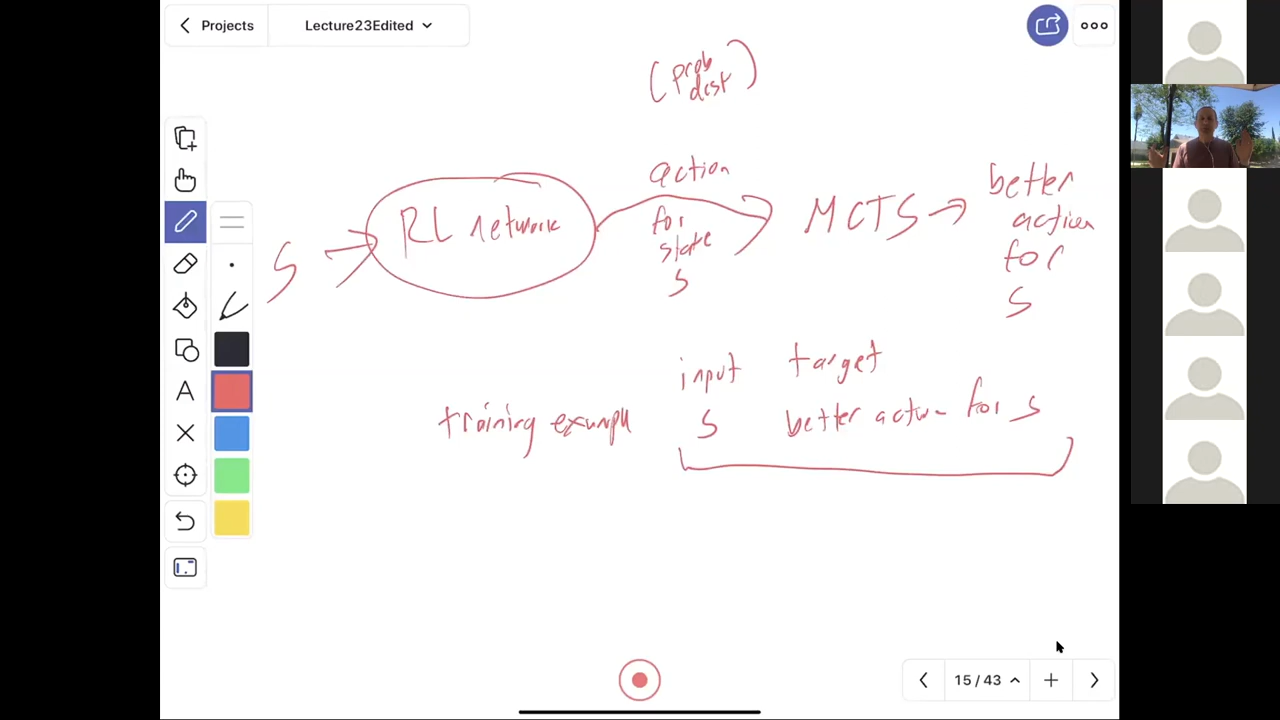 Projects
Lecture23Edited
(prob
dist)
S
RL network
action
for
state
s
MCTS
better
action
for
s
input target
training example s better action for s
A
15 / 43